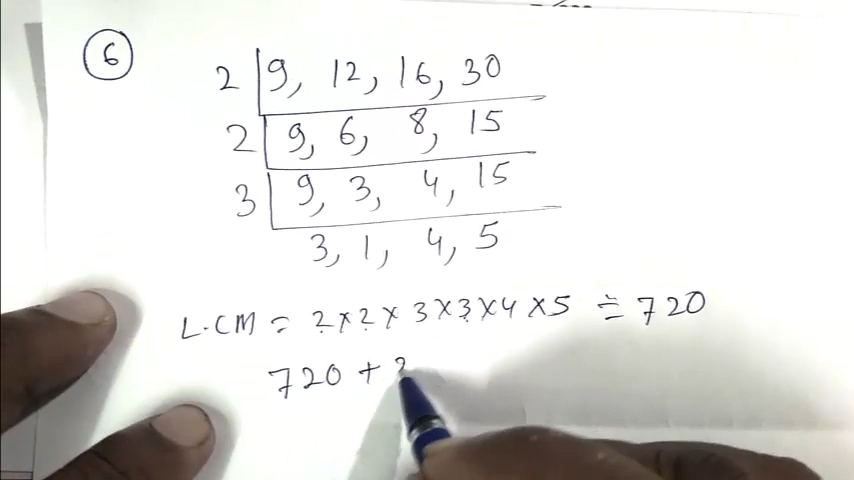 6
2 | 9, 12, 16, 30
2 | 9, 6, 8, 15
3 | 9, 3, 4, 15
3, 1, 4, 5
L.CM = 2 × 2 × 3 × 3 × 4 × 5 = 720
720 +